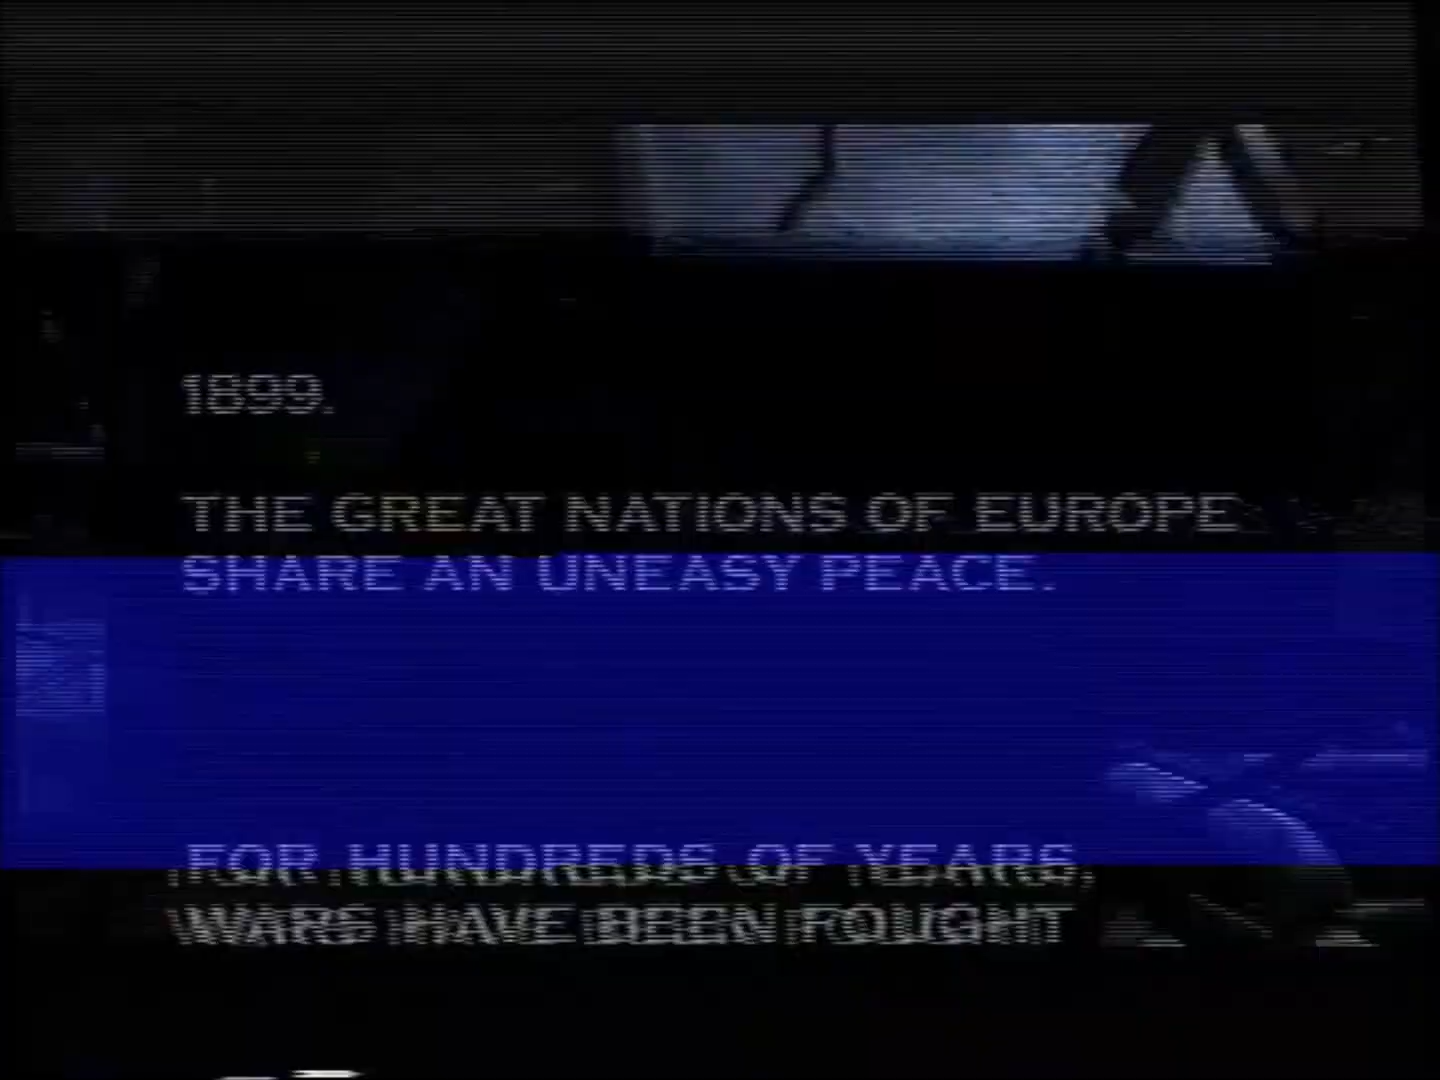 1899.
THE GREAT NATIONS OF EUROPE
SHARE AN UNEASY PEACE.
FOR HUNDREDS OF YEARS,
WARS HAVE BEEN FOUGHT